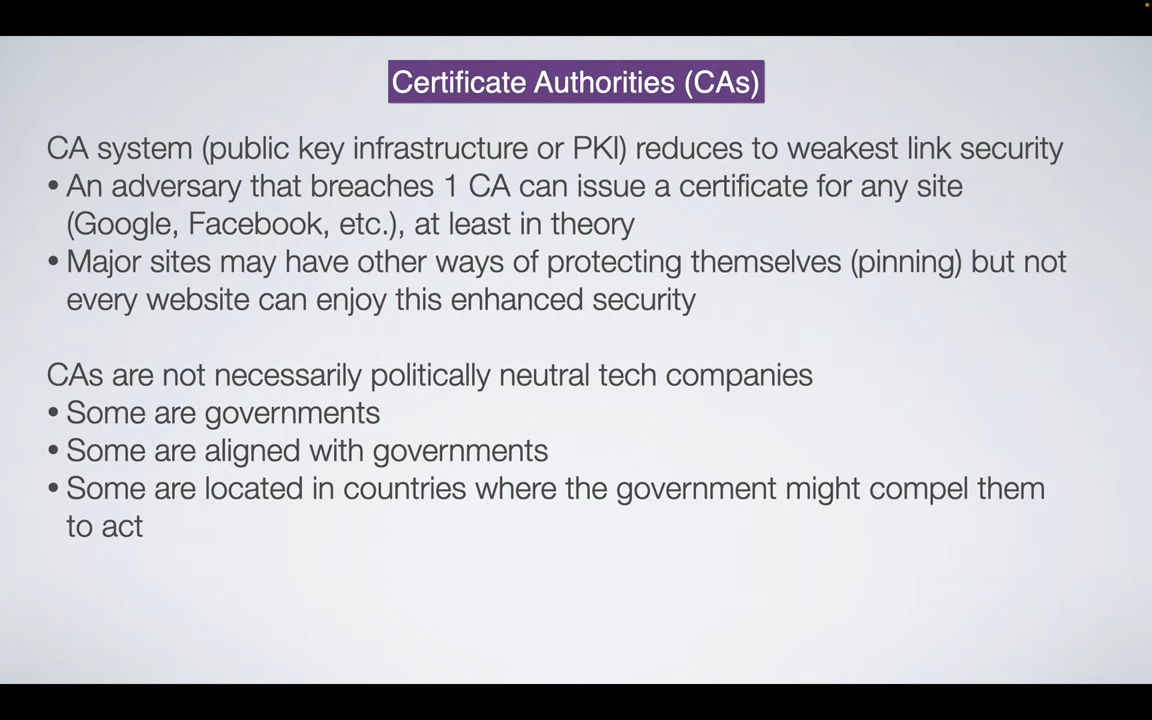 Certificate Authorities (CAs)
CA system (public key infrastructure or PKI) reduces to weakest link security
• An adversary that breaches 1 CA can issue a certificate for any site
(Google, Facebook, etc.), at least in theory
• Major sites may have other ways of protecting themselves (pinning) but not
every website can enjoy this enhanced security
CAs are not necessarily politically neutral tech companies
• Some are governments
• Some are aligned with governments
• Some are located in countries where the government might compel them
to act